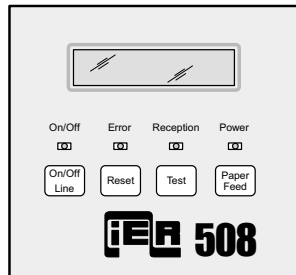 On/Off Error Reception Power
On/Off Line Reset Test Paper Feed
iER 508